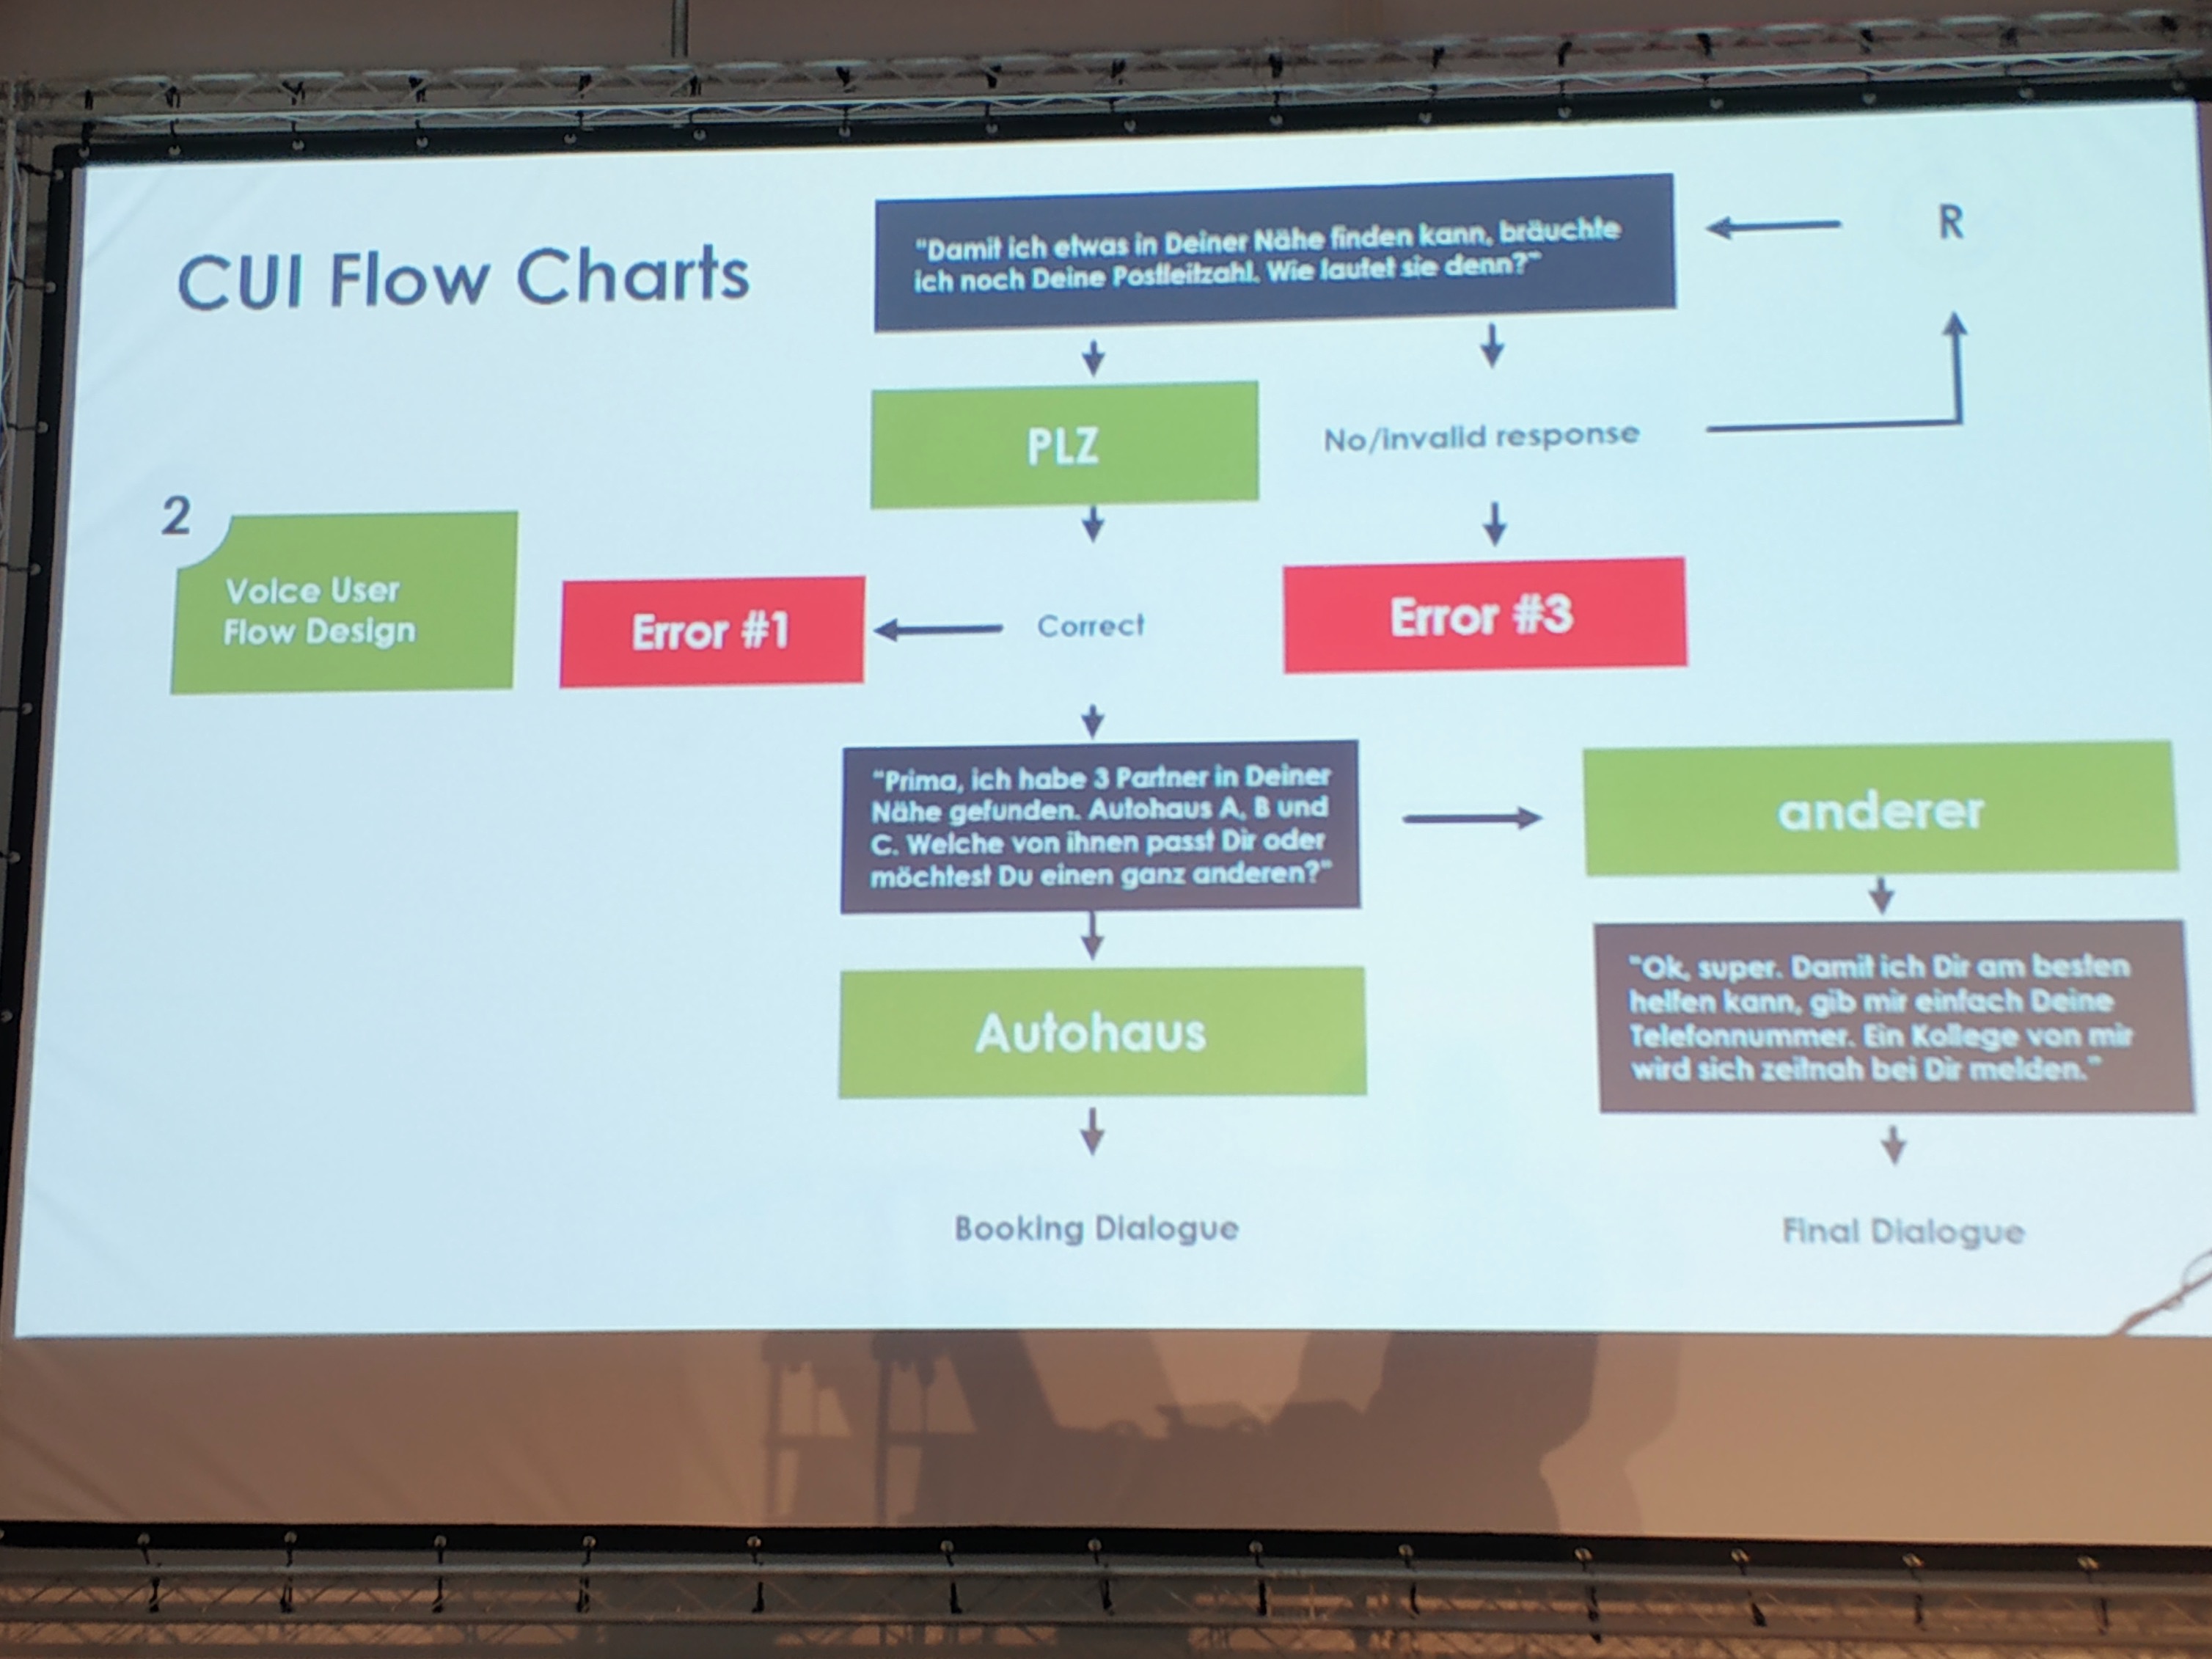 CUI Flow Charts
"Damit ich etwas in Deiner Nähe finden kann, bräuchte
ich noch Deine Postleitzahl. Wie lautet sie denn?"
R
PLZ
No/invalid response
2
Voice User
Flow Design
Error #1
Correct
Error #3
"Prima, ich habe 3 Partner in Deiner
Nähe gefunden. Autohaus A, B und
C. Welche von ihnen passt Dir oder
möchtest Du einen ganz anderen?"
anderer
Autohaus
"Ok, super. Damit ich Dir am besten
helfen kann, gib mir einfach Deine
Telefonnummer. Ein Kollege von mir
wird sich zeitnah bei Dir melden."
Booking Dialogue
Final Dialogue